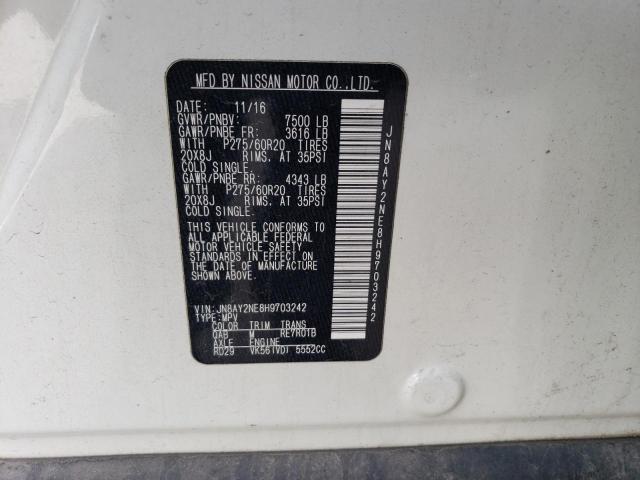 MFD BY NISSAN MOTOR CO.,LTD.
DATE: 11/16
GVWR/PNBV: 7500 LB
GAWR/PNBE FR: 3616 LB
WITH P275/60R20 TIRES
20X8J RIMS. AT 35PSI
COLD SINGLE.
GAWR/PNBE RR: 4343 LB
WITH P275/60R20 TIRES
20X8J RIMS. AT 35PSI
COLD SINGLE.
THIS VEHICLE CONFORMS TO
ALL APPLICABLE FEDERAL
MOTOR VEHICLE SAFETY
STANDARDS IN EFFECT ON
THE DATE OF MANUFACTURE
SHOWN ABOVE.
VIN: JN8AY2NE8H9703242
TYPE: MPV
COLOR TRIM TRANS
QAB M RE7R01B
AXLE ENGINE
RD29 VK56(VD) 5552CC
JN8AY2NE8H9703242